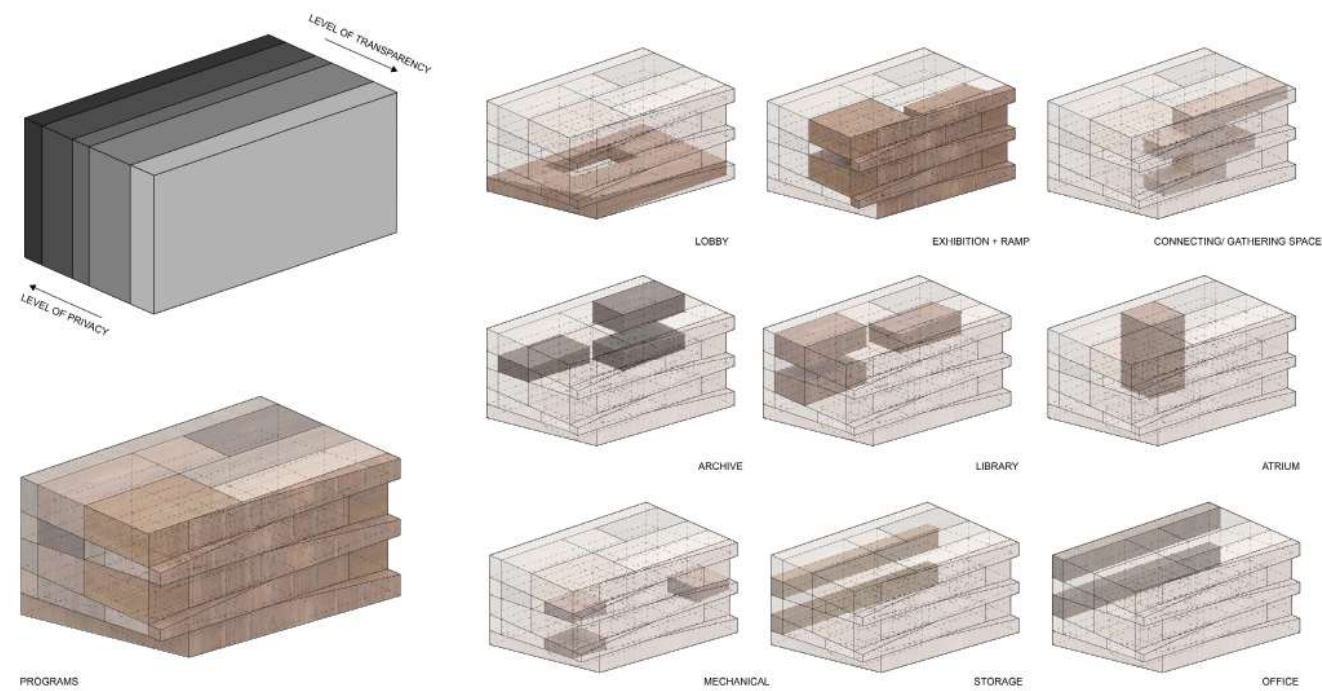 LEVEL OF TRANSPARENCY
LEVEL OF PRIVACY
LOBBY
EXHIBITION + RAMP
CONNECTING/ GATHERING SPACE
ARCHIVE
LIBRARY
ATRIUM
PROGRAMS
MECHANICAL
STORAGE
OFFICE